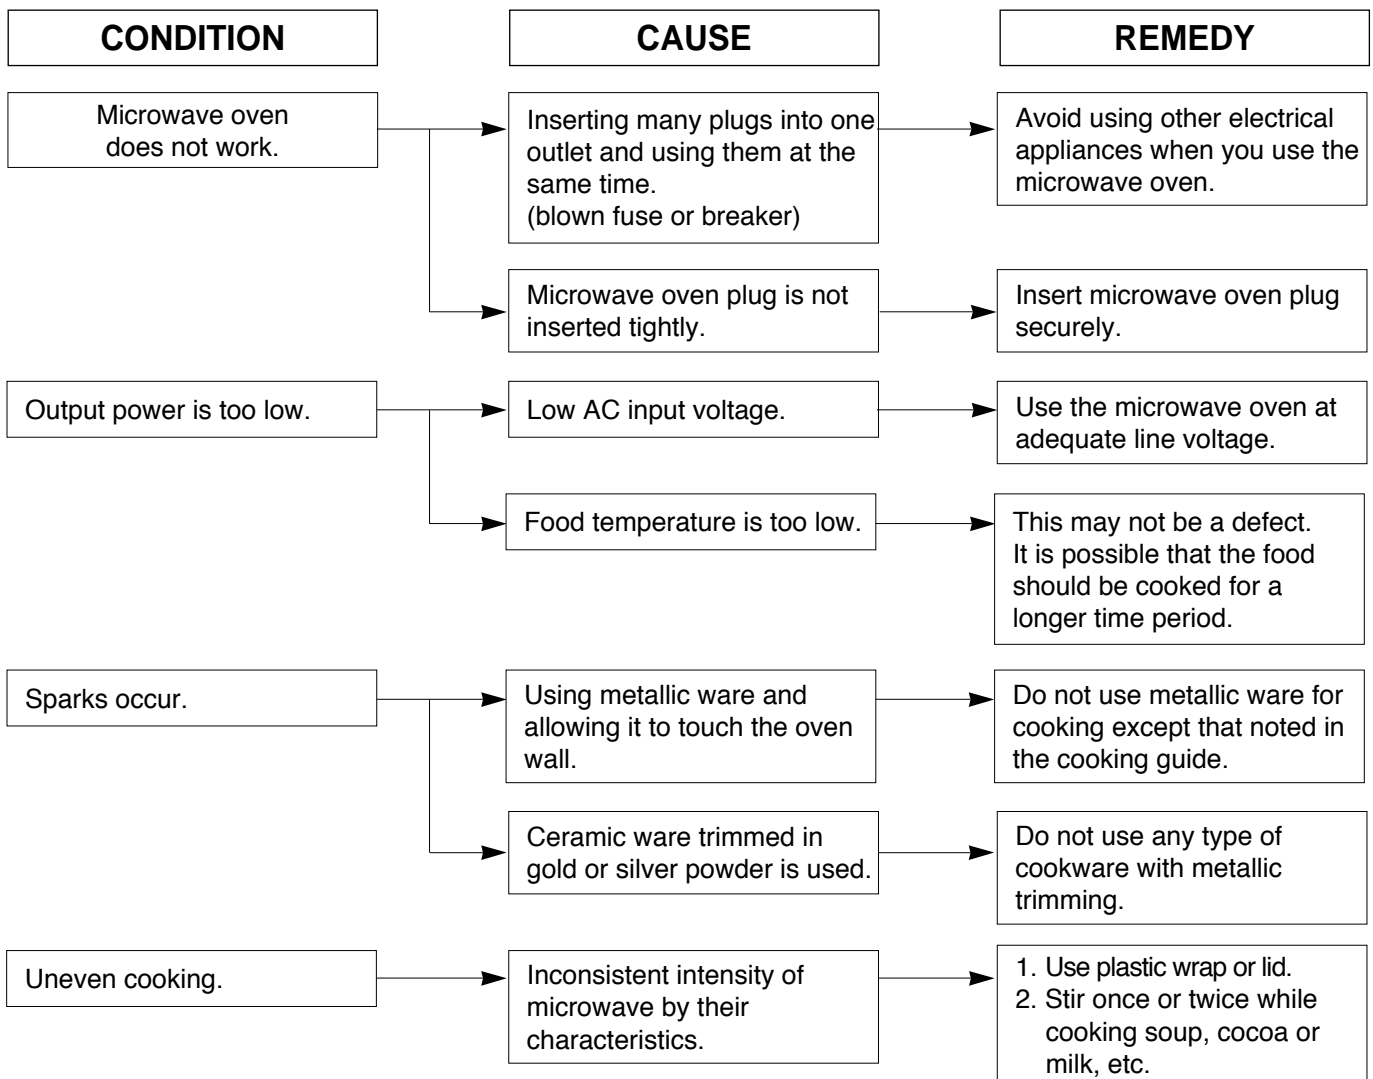 CONDITION
CAUSE
REMEDY
Microwave oven
does not work.
Inserting many plugs into one
outlet and using them at the
same time.
(blown fuse or breaker)
Avoid using other electrical
appliances when you use the
microwave oven.
Microwave oven plug is not
inserted tightly.
Insert microwave oven plug
securely.
Output power is too low.
Low AC input voltage.
Use the microwave oven at
adequate line voltage.
Food temperature is too low.
This may not be a defect.
It is possible that the food
should be cooked for a
longer time period.
Sparks occur.
Using metallic ware and
allowing it to touch the oven
wall.
Do not use metallic ware for
cooking except that noted in
the cooking guide.
Ceramic ware trimmed in
gold or silver powder is used.
Do not use any type of
cookware with metallic
trimming.
Uneven cooking.
Inconsistent intensity of
microwave by their
characteristics.
1. Use plastic wrap or lid.
2. Stir once or twice while
cooking soup, cocoa or
milk, etc.